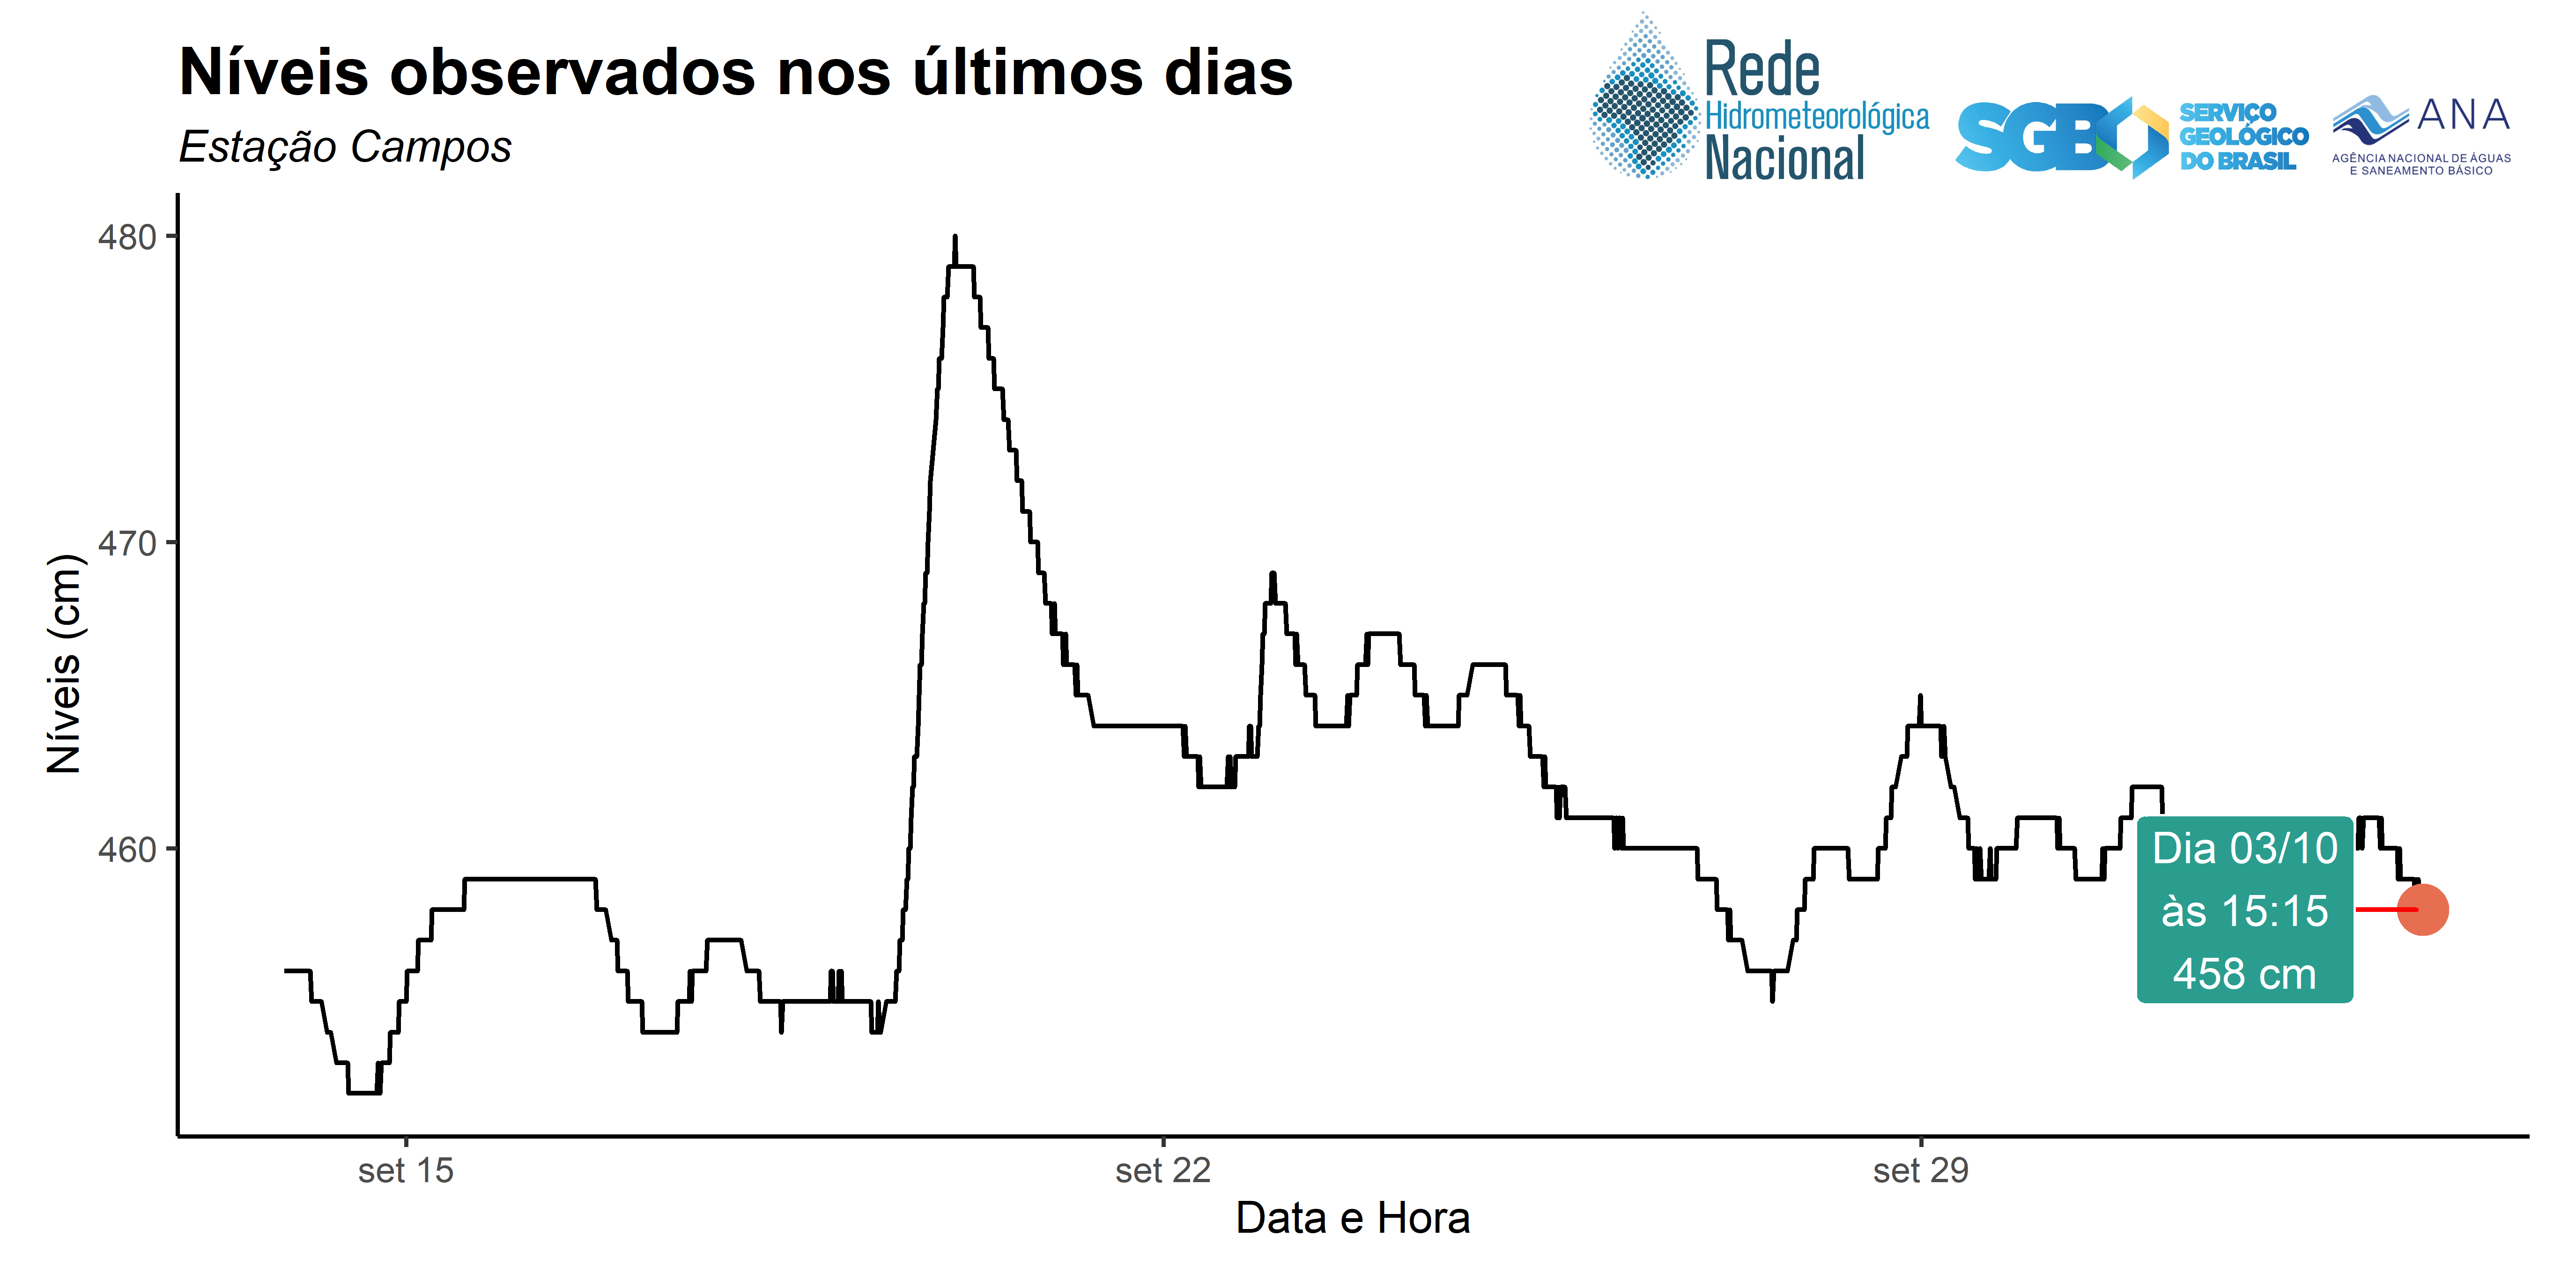 Níveis observados nos últimos dias
Estação Campos
Rede
Hidrometeorológica
Nacional
SGB
SERVIÇO
GEOLÓGICO
DO BRASIL
ANA
AGÊNCIA NACIONAL DE ÁGUAS
E SANEAMENTO BÁSICO
480
470
460
Níveis (cm)
Dia 03/10
às 15:15
458 cm
set 15
set 22
set 29
Data e Hora